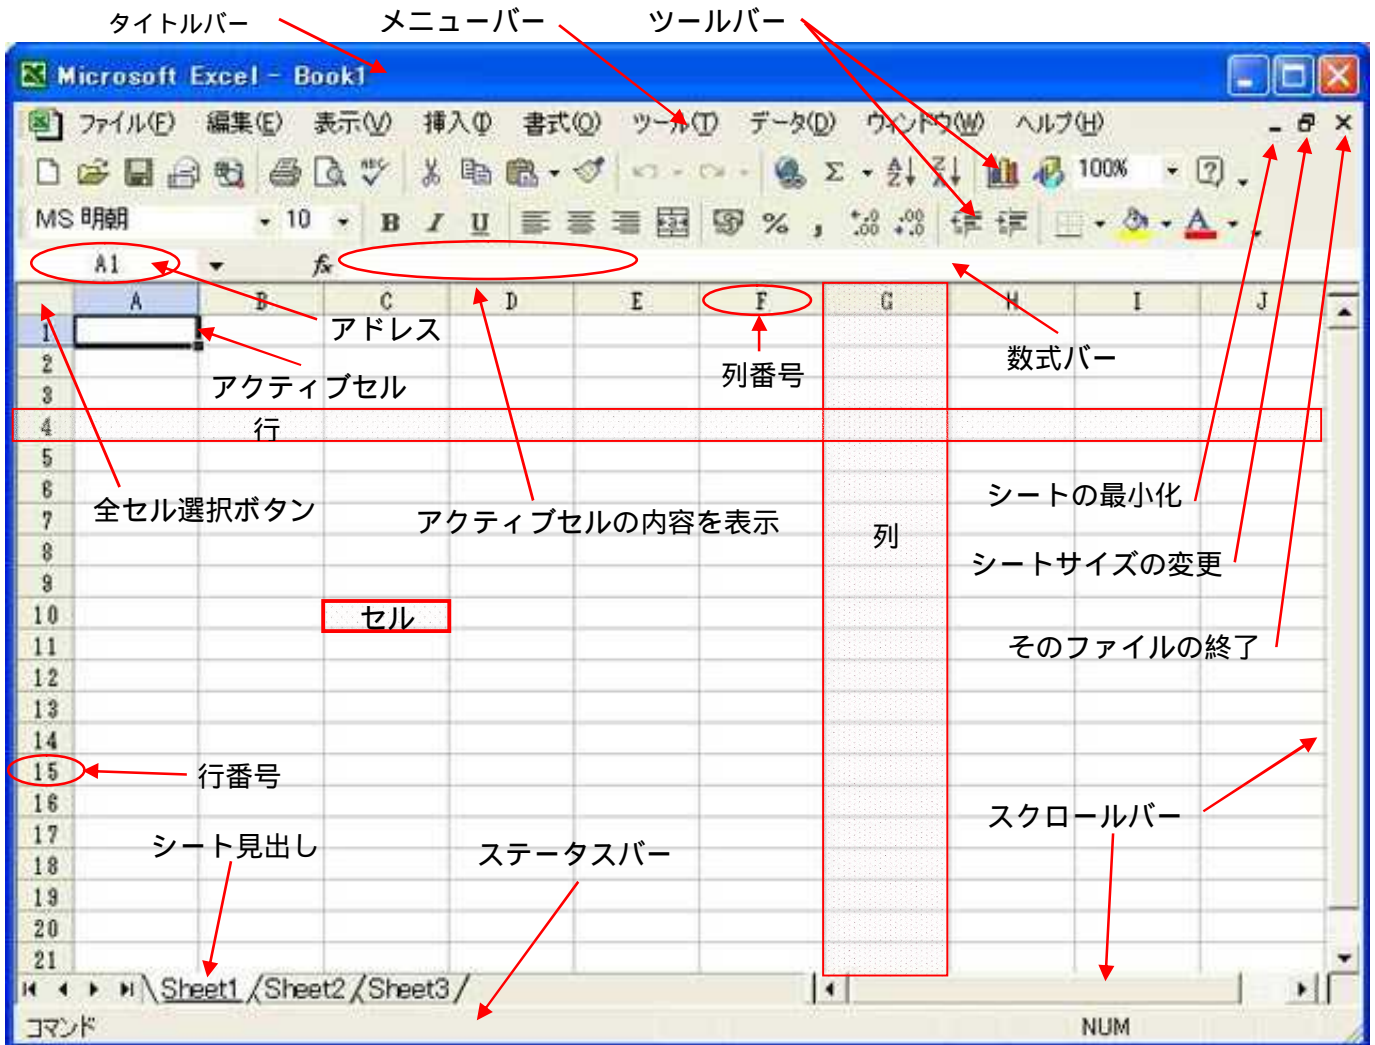 タイトルバー メニューバー ツールバー
Microsoft Excel - Book1
ファイル(F) 編集(E) 表示(V) 挿入(I) 書式(O) ツール(T) データ(D) ウィンドウ(W) ヘルプ(H)
100%
MS 明朝 10 B I U % ,
A1 fx
A B C D E F G H I J
1 アドレス
2 数式バー
3 アクティブセル 列番号
4 行
5
6 シートの最小化
7 全セル選択ボタン アクティブセルの内容を表示 列
8 シートサイズの変更
9
10 セル
11 そのファイルの終了
12
13
14
15 行番号
16 スクロールバー
17 シート見出し
18 ステータスバー
19
20
21
Sheet1 Sheet2 Sheet3
コマンド NUM